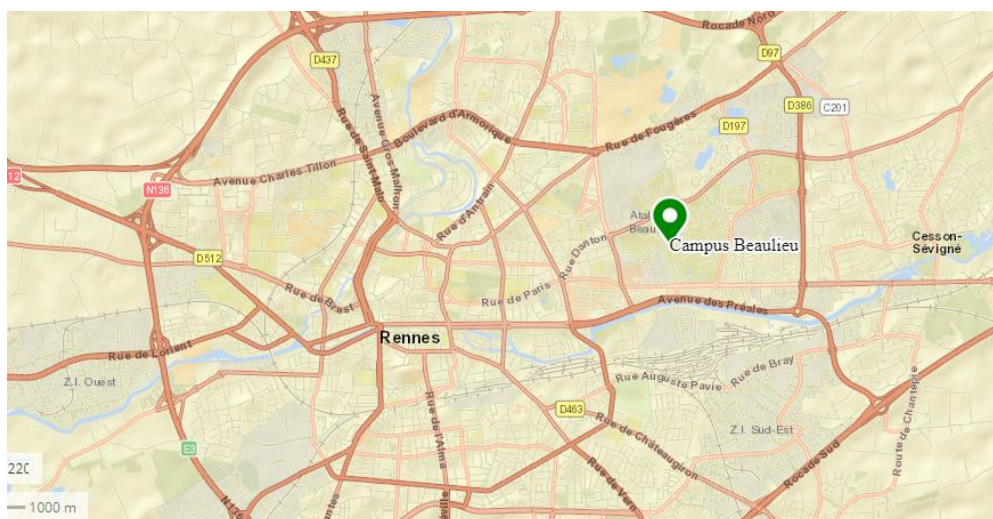 Rocade Nord
D97
D437
D386
C201
D197
Avenue Gros-Malhon
Boulevard d'Armorique
Rue de Saint-Malo
Rue de Fougères
12
Avenue Charles Tillon
N136
Rue d'Antrain
Atal
Beau
Campus Beaulieu
Cesson-
Sévigné
Rue Danton
D512
Rue de Brest
Rue de Paris
Avenue des Préales
Rennes
Rue de Lorient
Z.I. Ouest
Rue Auguste Pavie
Rue de Bray
D463
Rue de Châteaugiron
Z.I. Sud-Est
Route de Chantepie
Rue de l'Alma
E3
Rue de Vern
Rocade Sud
220
N136
1000 m